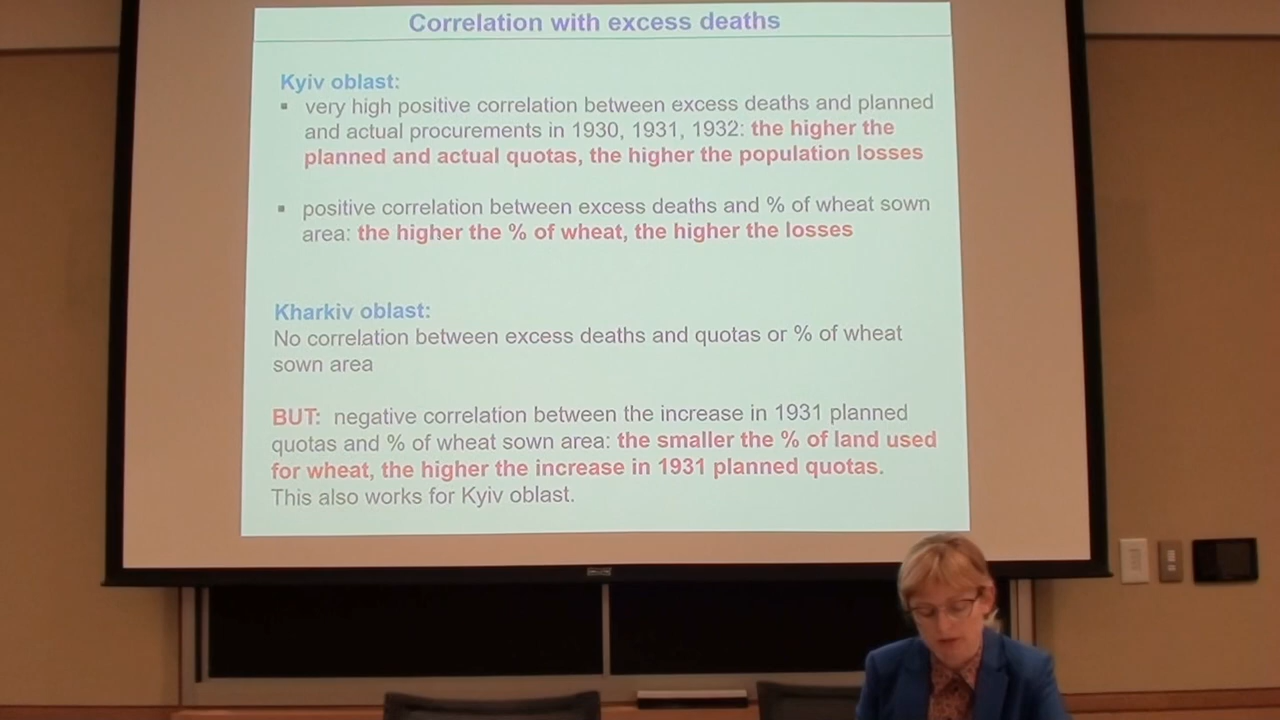 Correlation with excess deaths
Kyiv oblast:
▪ very high positive correlation between excess deaths and planned
and actual procurements in 1930, 1931, 1932: the higher the
planned and actual quotas, the higher the population losses
▪ positive correlation between excess deaths and % of wheat sown
area: the higher the % of wheat, the higher the losses
Kharkiv oblast:
No correlation between excess deaths and quotas or % of wheat
sown area
BUT: negative correlation between the increase in 1931 planned
quotas and % of wheat sown area: the smaller the % of land used
for wheat, the higher the increase in 1931 planned quotas.
This also works for Kyiv oblast.